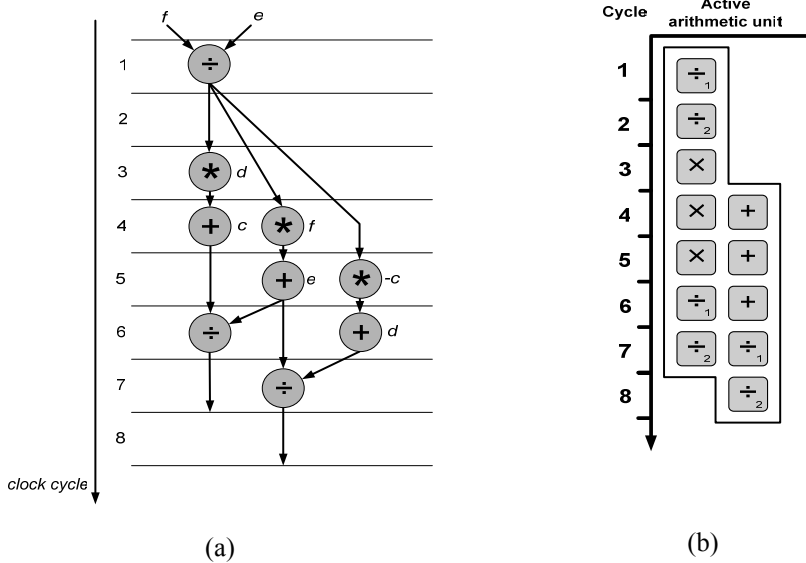 f e
1 ÷
2
3 * d
4 + c * f
5 + e * -c
6 ÷ + d
7 ÷
8
clock cycle
(a)
Cycle
Active
arithmetic unit
1 ÷1
2 ÷2
3 ×
4 × +
5 × +
6 ÷1 +
7 ÷2 ÷1
8 ÷2
(b)